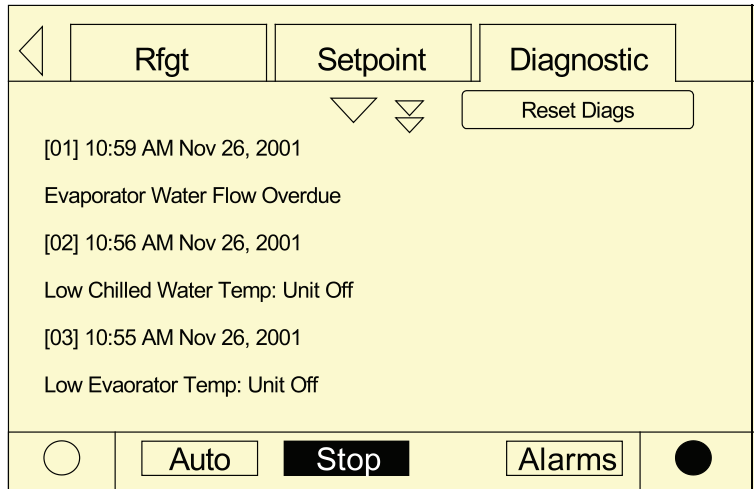 Rfgt Setpoint Diagnostic
Reset Diags
[01] 10:59 AM Nov 26, 2001
Evaporator Water Flow Overdue
[02] 10:56 AM Nov 26, 2001
Low Chilled Water Temp: Unit Off
[03] 10:55 AM Nov 26, 2001
Low Evaorator Temp: Unit Off
Auto Stop Alarms